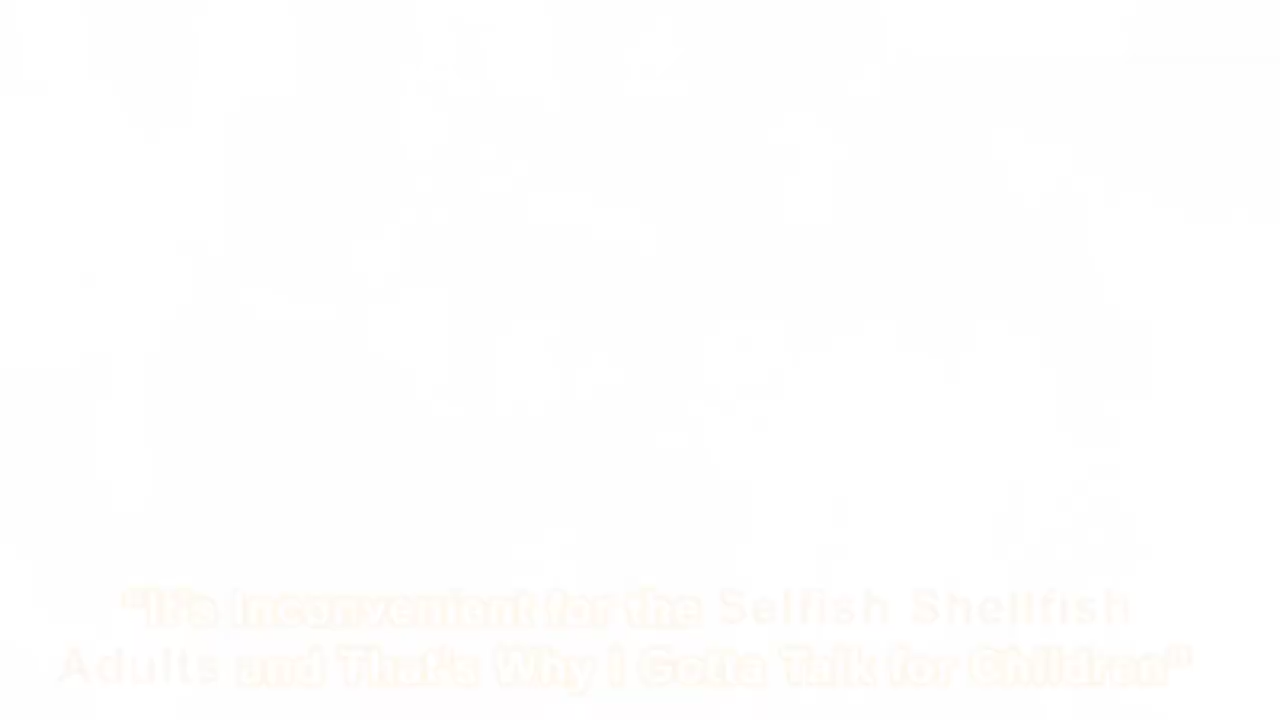 "It's Inconvenient for the Selfish Shellfish
Adults and That's Why I Gotta Talk for Children"